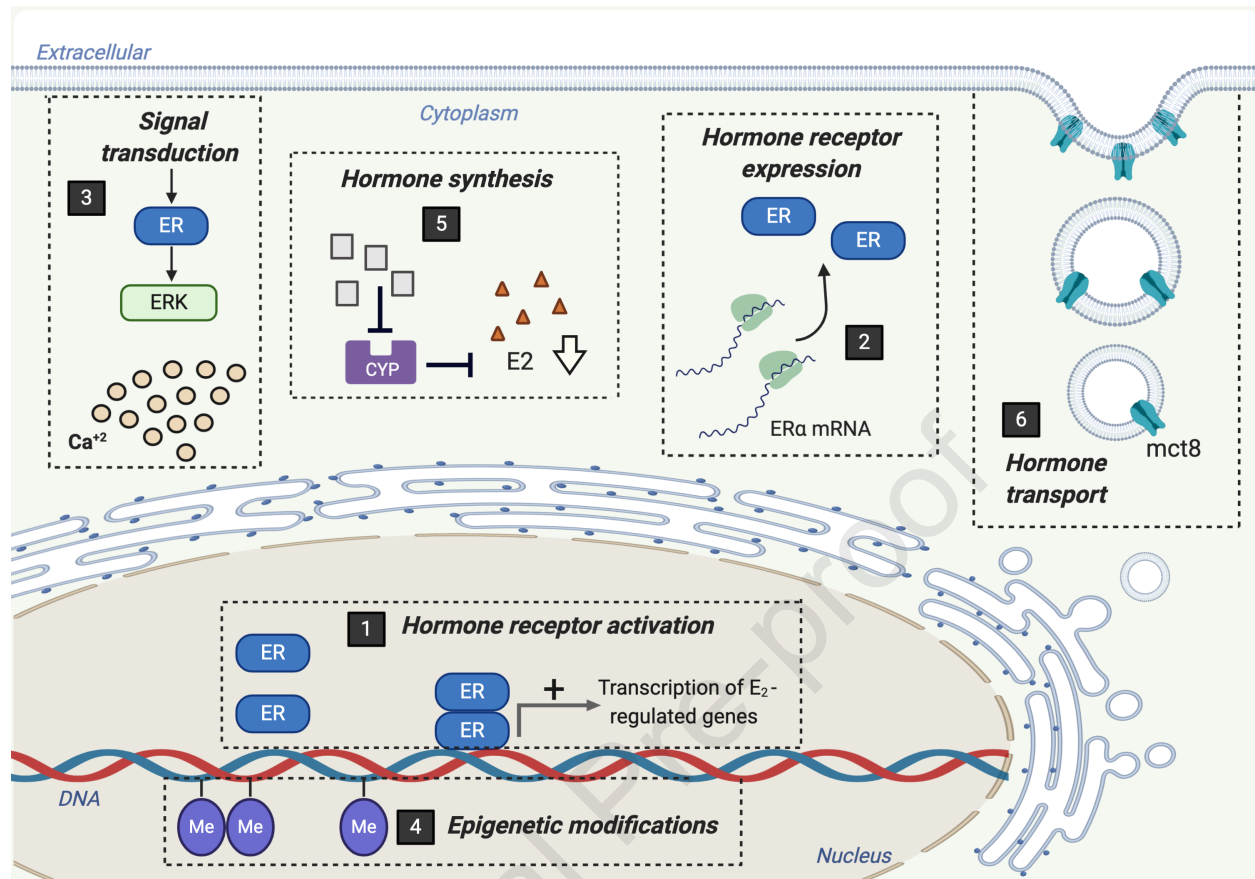 Extracellular
Cytoplasm
Signal
transduction
3
ER
ERK
Ca+2
Hormone synthesis
5
CYP
E2
Hormone receptor
expression
ER
ER
2
ERα mRNA
6
mct8
Hormone
transport
1
Hormone receptor activation
ER
ER
ER
ER
+
Transcription of E2-
regulated genes
DNA
Me
Me
Me
4
Epigenetic modifications
Nucleus
l Pre-proof